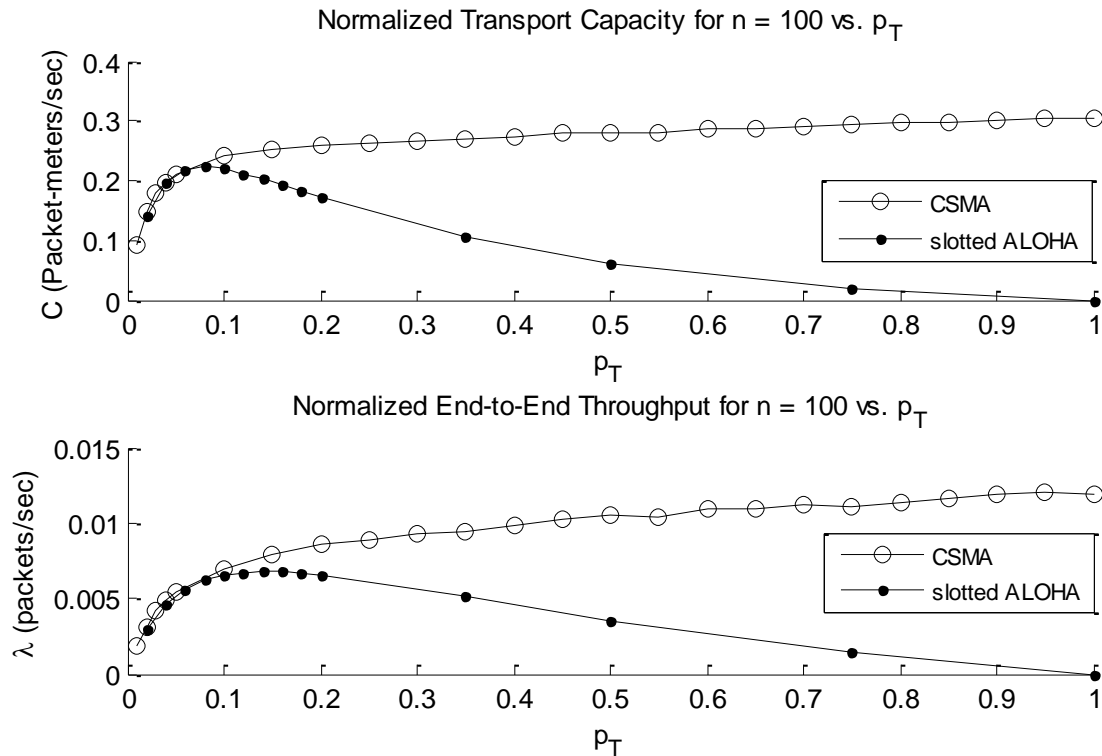 Normalized Transport Capacity for n = 100 vs. p_T
C (Packet-meters/sec)
0.4
0.3
0.2
0.1
0
CSMA
slotted ALOHA
0 0.1 0.2 0.3 0.4 0.5 0.6 0.7 0.8 0.9 1
p_T
Normalized End-to-End Throughput for n = 100 vs. p_T
λ (packets/sec)
0.015
0.01
0.005
0
CSMA
slotted ALOHA
0 0.1 0.2 0.3 0.4 0.5 0.6 0.7 0.8 0.9 1
p_T